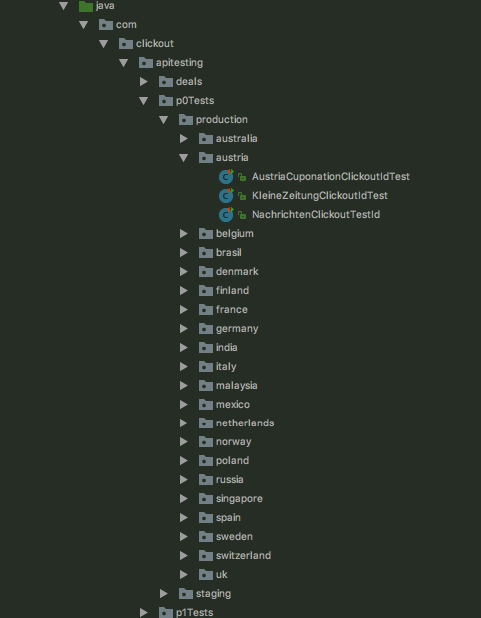 java
com
clickout
apitesting
deals
p0Tests
production
australia
austria
AustriaCuponationClickoutIdTest
KleineZeitungClickoutIdTest
NachrichtenClickoutTestId
belgium
brasil
denmark
finland
france
germany
india
italy
malaysia
mexico
netherlands
norway
poland
russia
singapore
spain
sweden
switzerland
uk
staging
p1Tests